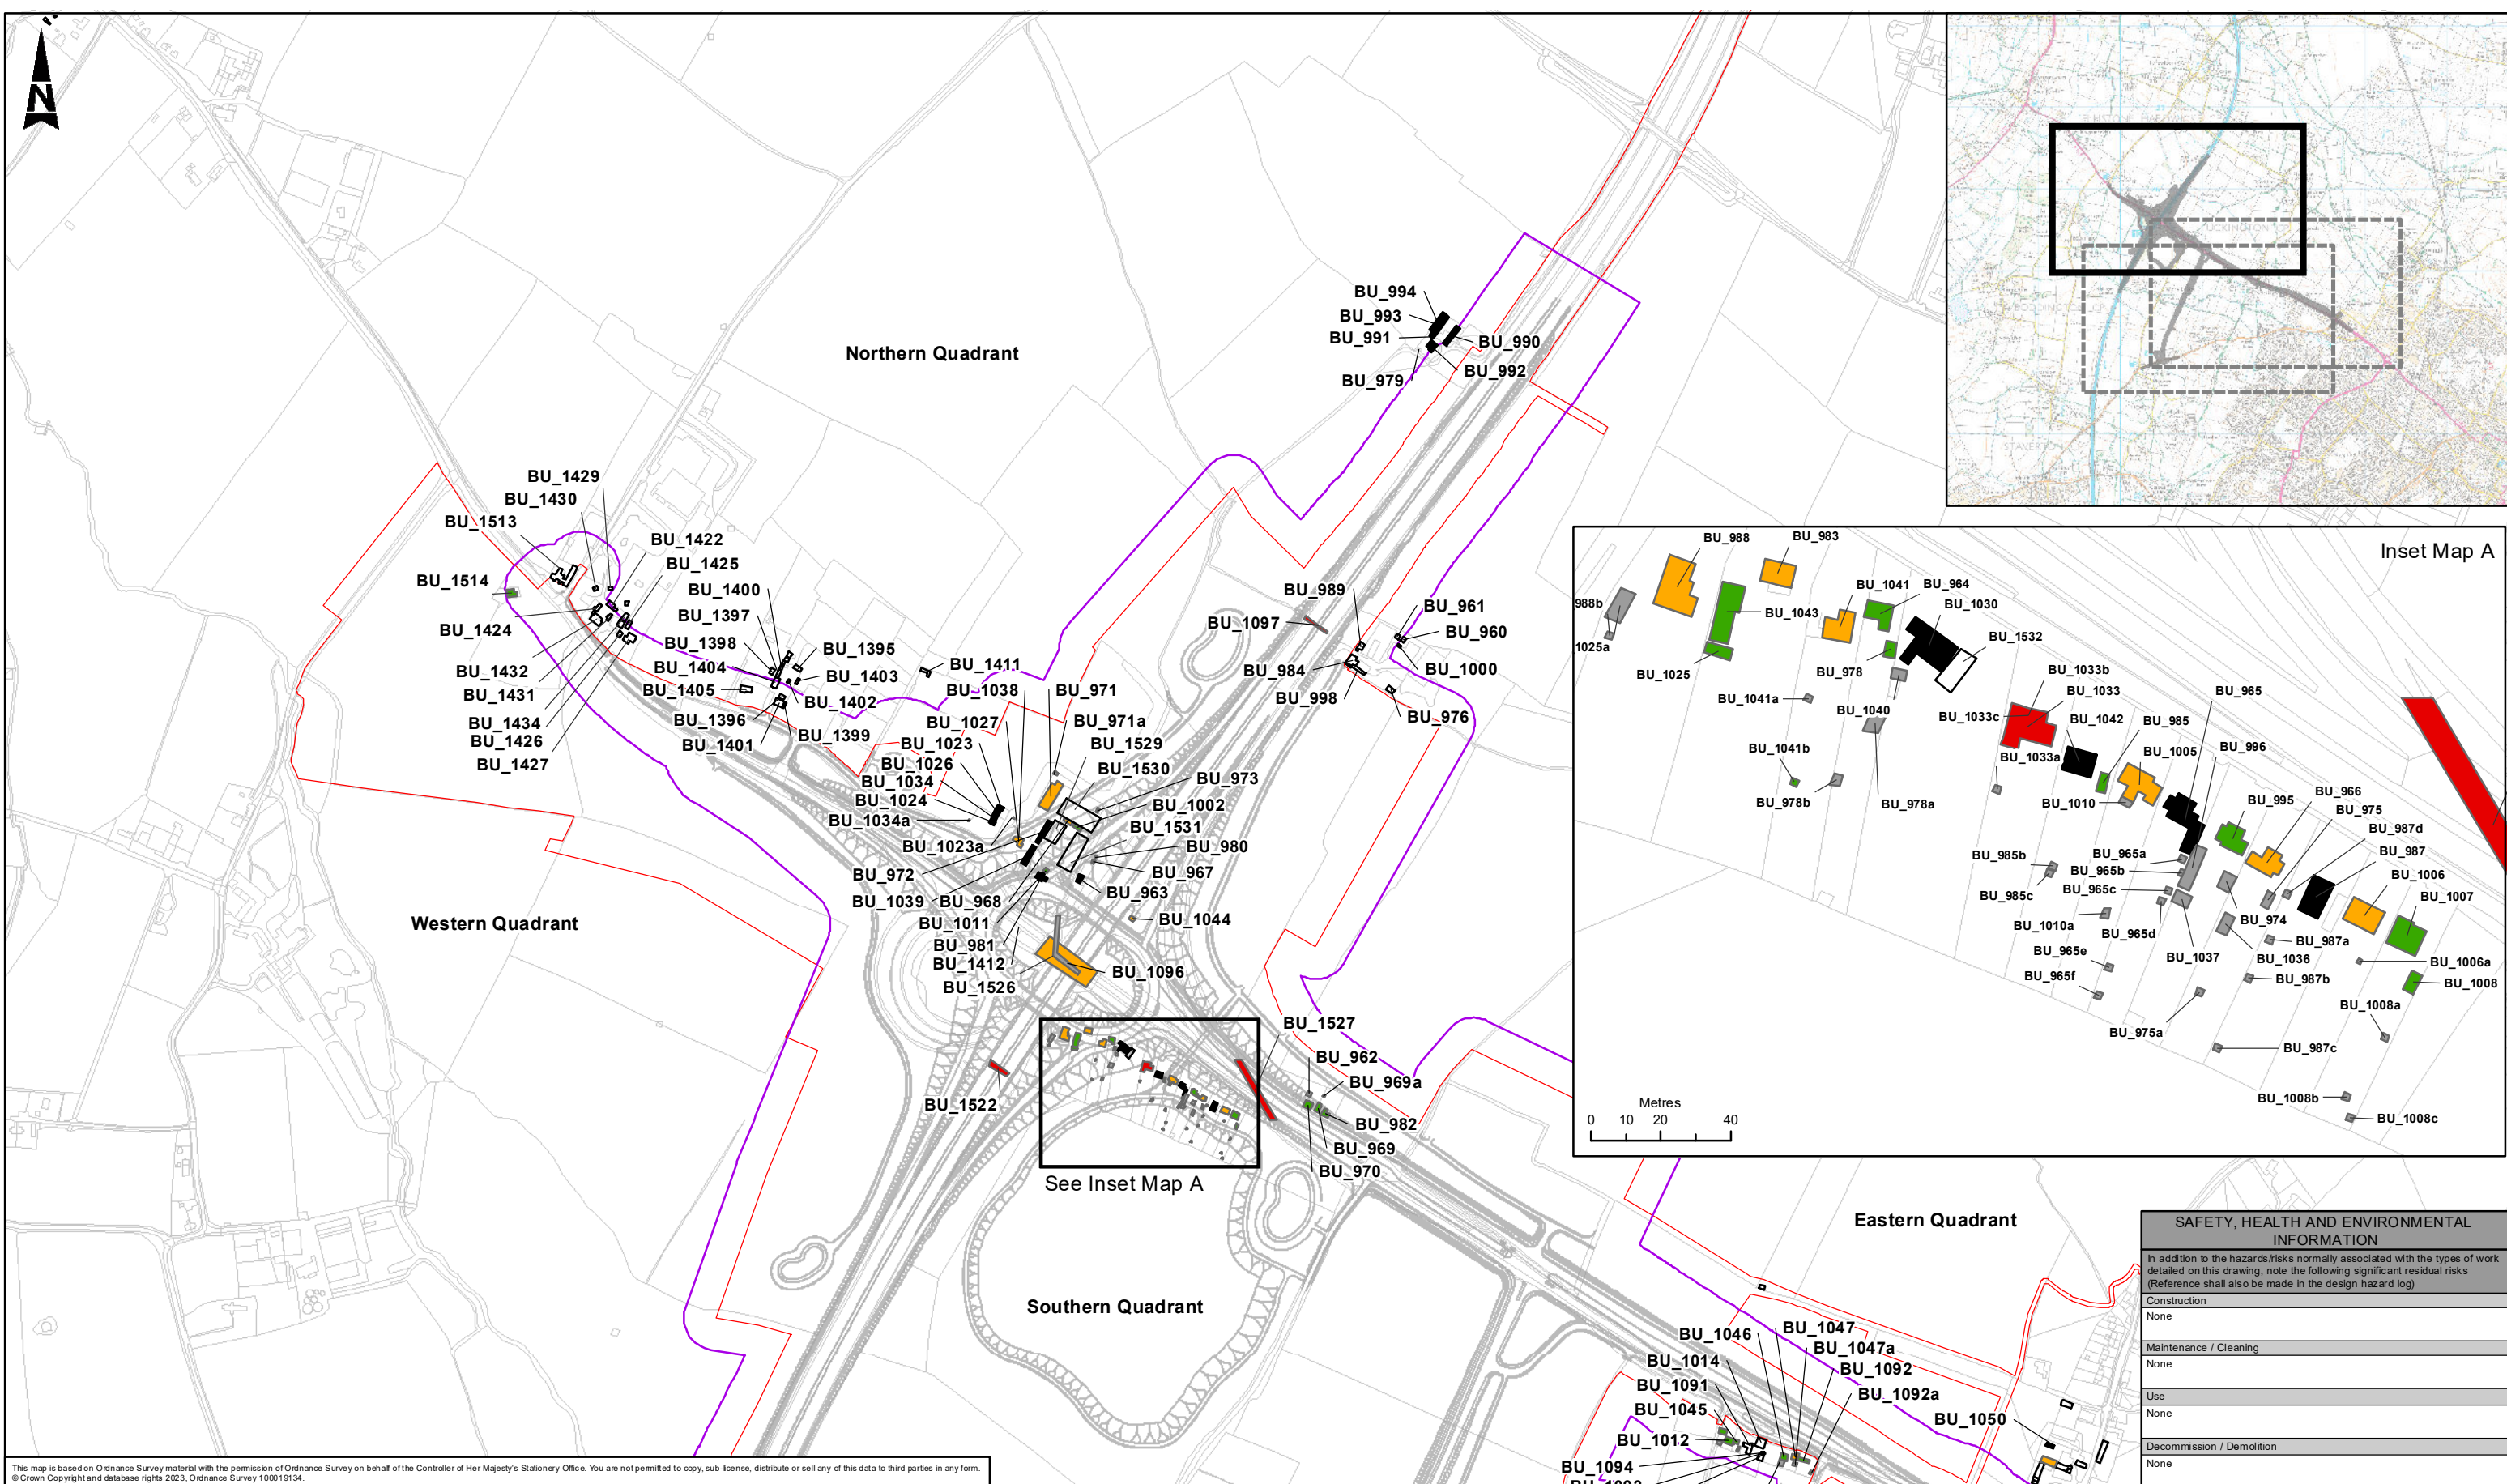 N
Northern Quadrant
BU_994
BU_993
BU_991
BU_990
BU_992
BU_979
BU_1429
BU_1430
BU_1513
BU_1422
BU_1425
BU_1514
BU_1400
BU_1397
BU_1424
BU_1398
BU_1395
BU_1432
BU_1404
BU_1403
BU_1431
BU_1405
BU_1402
BU_1434
BU_1396
BU_1426
BU_1401
BU_1399
BU_1427
BU_1411
BU_1038
BU_971
BU_1027
BU_971a
BU_1023
BU_1529
BU_1026
BU_1530
BU_1034
BU_973
BU_1024
BU_1002
BU_1034a
BU_1531
BU_1023a
BU_980
BU_972
BU_967
BU_1039
BU_968
BU_963
BU_1011
BU_1044
BU_981
BU_1412
BU_1096
BU_1526
BU_989
BU_961
BU_1097
BU_960
BU_984
BU_1000
BU_998
BU_976
Western Quadrant
BU_1522
BU_1527
BU_962
BU_969a
BU_982
BU_969
BU_970
See Inset Map A
Southern Quadrant
Eastern Quadrant
BU_1046
BU_1047
BU_1014
BU_1047a
BU_1091
BU_1092
BU_1045
BU_1092a
BU_1012
BU_1050
BU_1094
Inset Map A
BU_988
BU_983
988b
1025a
BU_1043
BU_1025
BU_1041
BU_964
BU_1030
BU_1532
BU_978
BU_1041a
BU_1040
BU_1041b
BU_978b
BU_978a
BU_1033b
BU_1033
BU_1033c
BU_1042
BU_1033a
BU_985
BU_965
BU_1005
BU_996
BU_1010
BU_995
BU_966
BU_975
BU_987d
BU_987
BU_985b
BU_965a
BU_965b
BU_985c
BU_965c
BU_1006
BU_1007
BU_1010a
BU_965d
BU_974
BU_965e
BU_1037
BU_1036
BU_987a
BU_965f
BU_987b
BU_1006a
BU_1008
BU_975a
BU_1008a
BU_987c
BU_1008b
BU_1008c
Metres
0 10 20 40
SAFETY, HEALTH AND ENVIRONMENTAL
INFORMATION
In addition to the hazards/risks normally associated with the types of work
detailed on this drawing, note the following significant residual risks
(Reference shall also be made in the design hazard log)
Construction
None
Maintenance / Cleaning
None
Use
None
Decommission / Demolition
None
This map is based on Ordnance Survey material with the permission of Ordnance Survey on behalf of the Controller of Her Majesty's Stationery Office. You are not permitted to copy, sub-license, distribute or sell any of this data to third parties in any form.
© Crown Copyright and database rights 2023, Ordnance Survey 100019134.